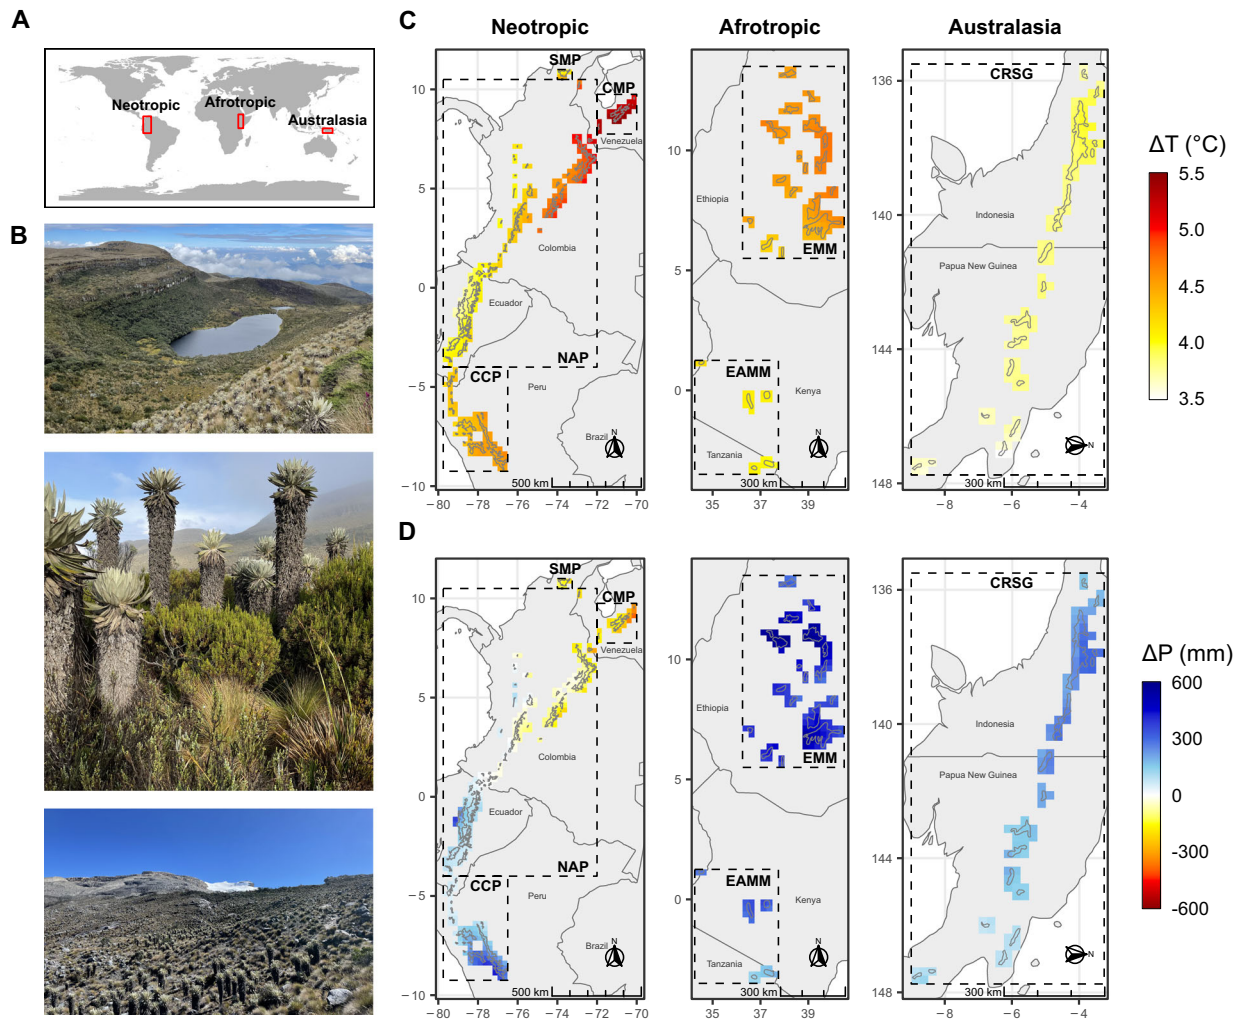 A
Neotropic
Afrotropic
Australasia
B
C
Neotropic
Afrotropic
Australasia
SMP
CMP
Venezuela
Colombia
Ecuador
NAP
CCP
Peru
Brazil
N
500 km
10
5
0
−5
−10
−80
−78
−76
−74
−72
−70
Ethiopia
EMM
EAMM
Kenya
Tanzania
N
300 km
10
5
0
35
37
39
CRSG
Indonesia
Papua New Guinea
N
300 km
136
140
144
148
−8
−6
−4
ΔT (°C)
5.5
5.0
4.5
4.0
3.5
D
SMP
CMP
Venezuela
Colombia
Ecuador
NAP
CCP
Peru
Brazil
N
500 km
10
5
0
−5
−10
−80
−78
−76
−74
−72
−70
Ethiopia
EMM
EAMM
Kenya
Tanzania
N
300 km
10
5
0
35
37
39
CRSG
Indonesia
Papua New Guinea
N
300 km
136
140
144
148
−8
−6
−4
ΔP (mm)
600
300
0
-300
-600